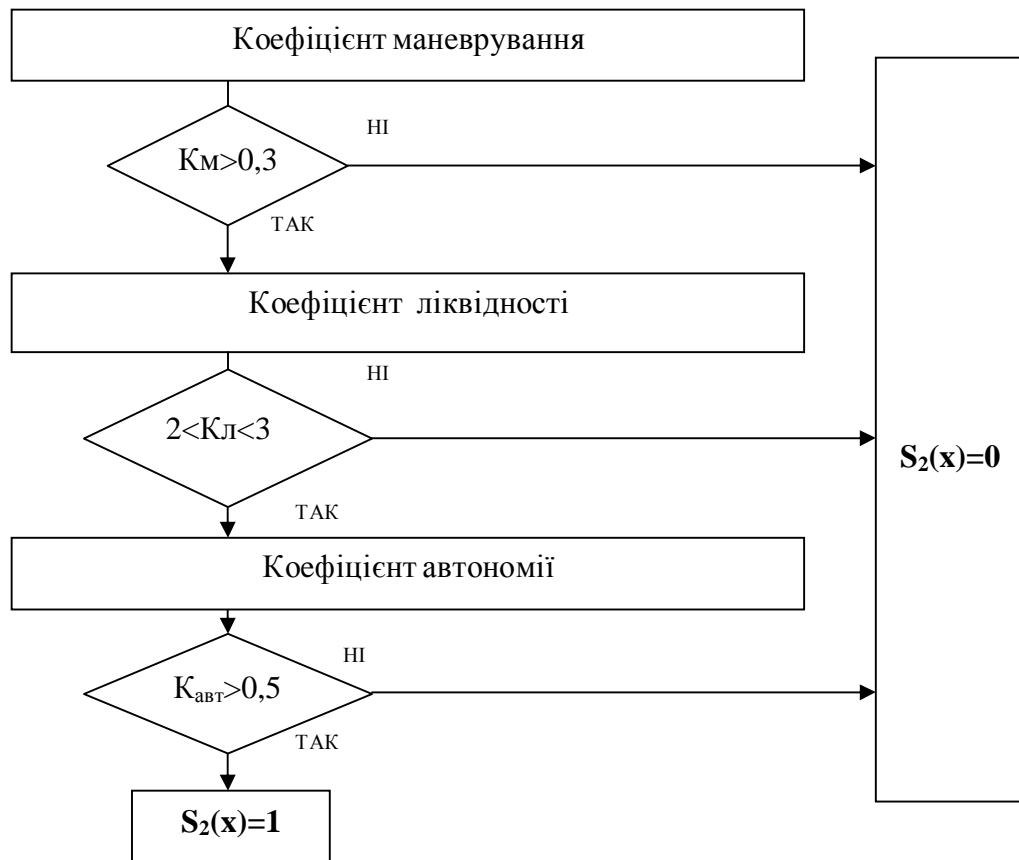 Коефіцієнт маневрування
НІ
Км>0,3
ТАК
Коефіцієнт ліквідності
НІ
2<Кл<3
S₂(x)=0
ТАК
Коефіцієнт автономії
НІ
Kавт>0,5
ТАК
S₂(x)=1